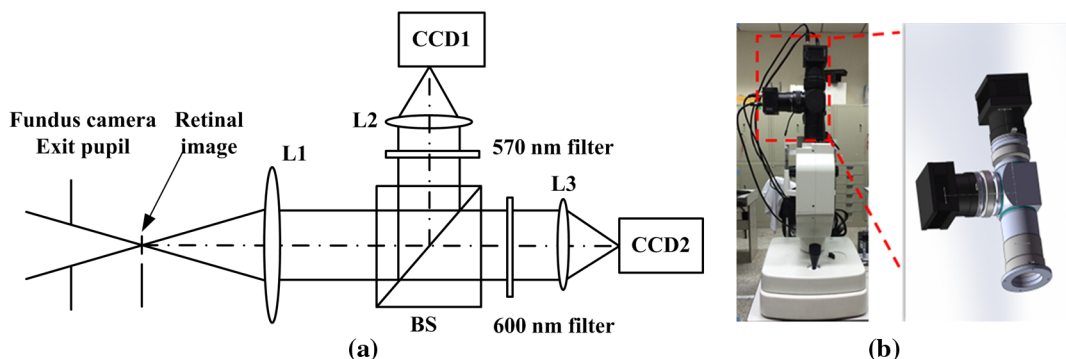 CCD1
Fundus camera
Exit pupil
Retinal
image
L1
L2
570 nm filter
L3
CCD2
BS
600 nm filter
(a)
(b)